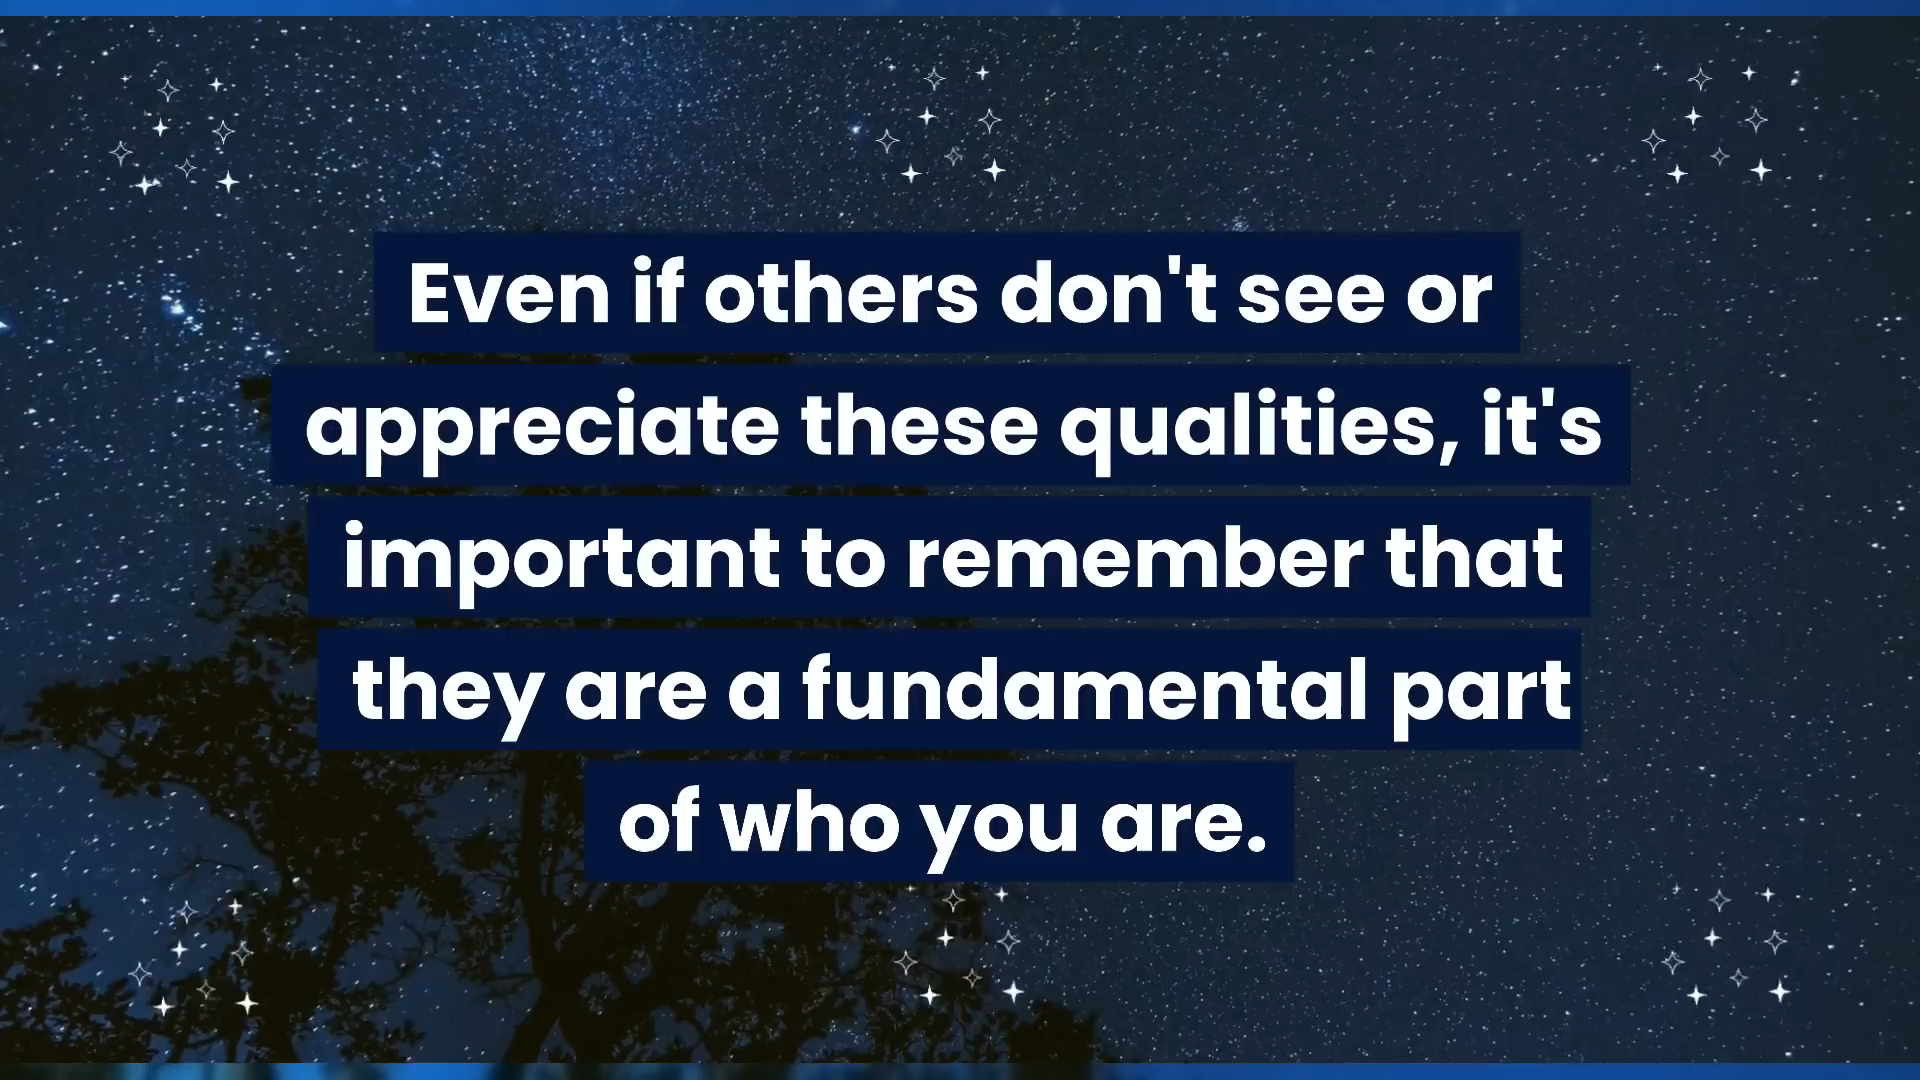 Even if others don't see or
appreciate these qualities, it's
important to remember that
they are a fundamental part
of who you are.